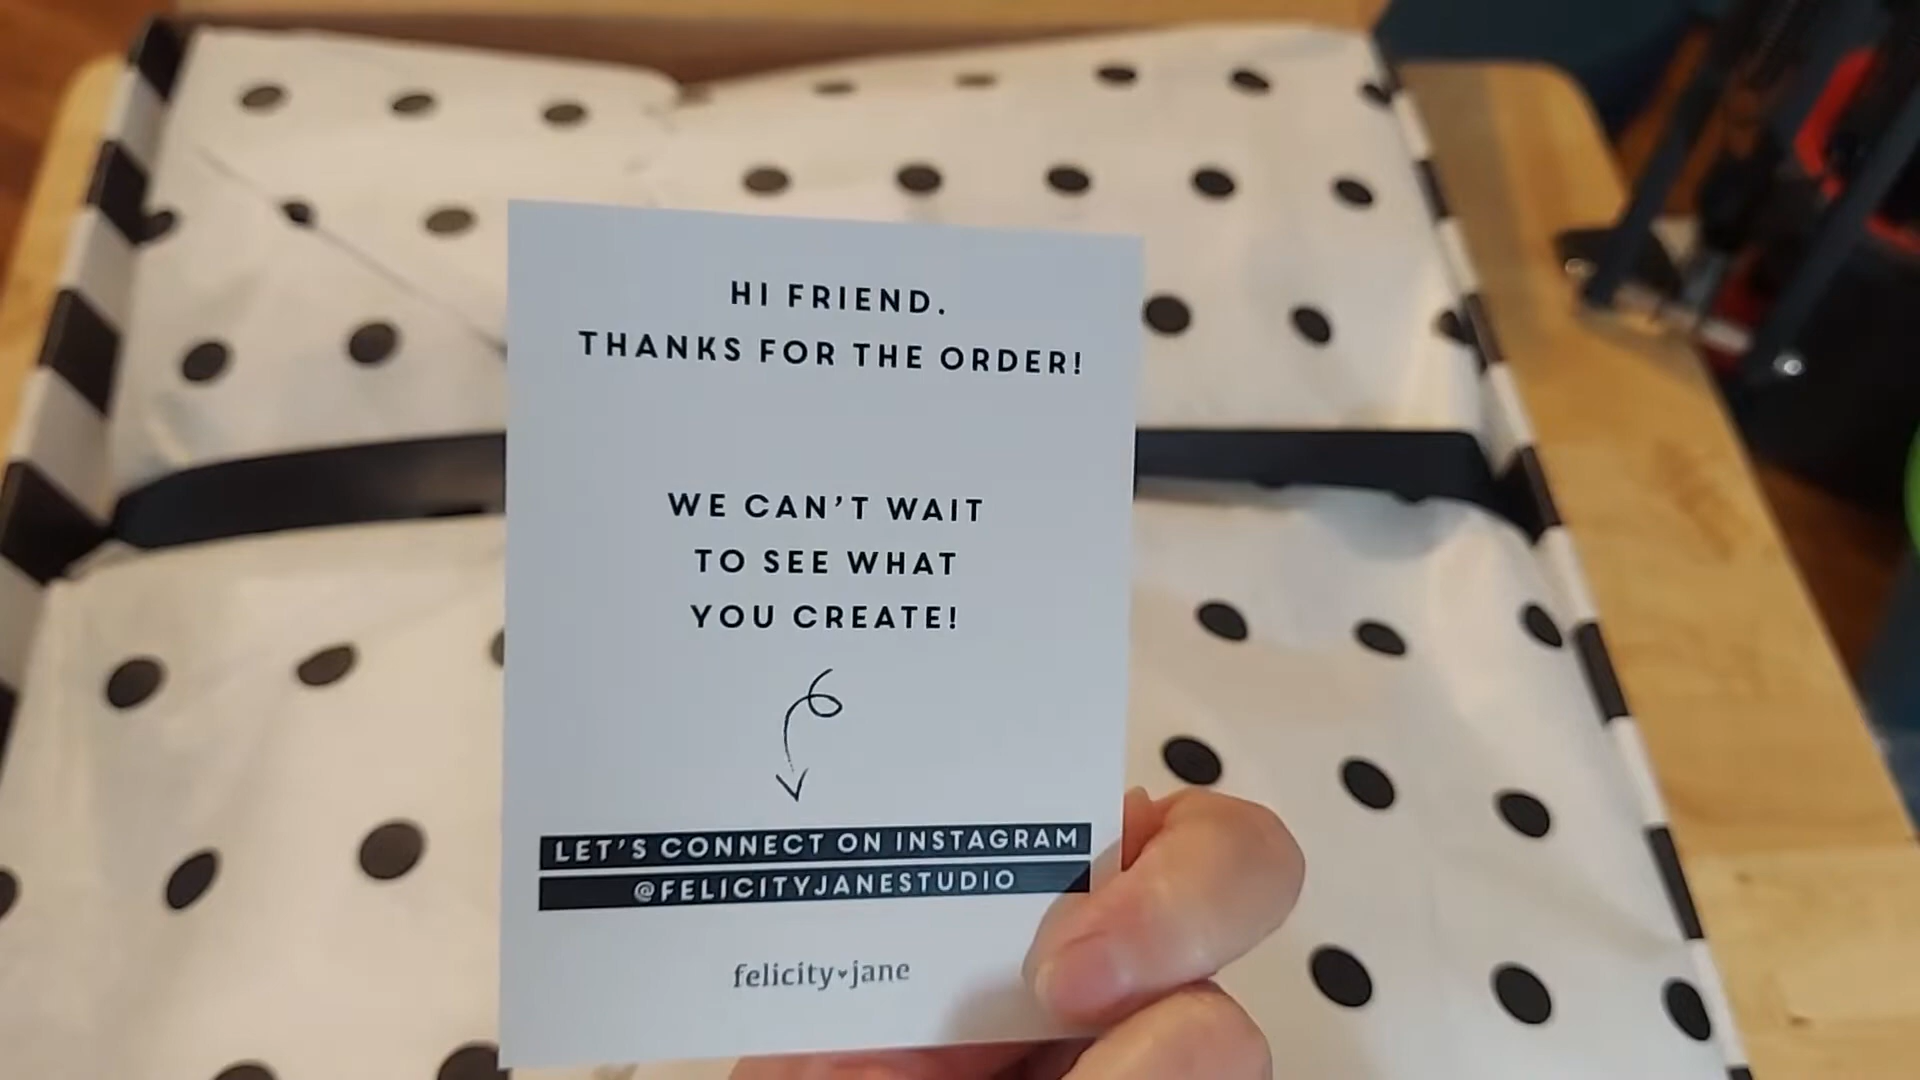 HI FRIEND.
THANKS FOR THE ORDER!
WE CAN'T WAIT
TO SEE WHAT
YOU CREATE!
LET'S CONNECT ON INSTAGRAM
@FELICITYJANESTUDIO
felicity♥jane